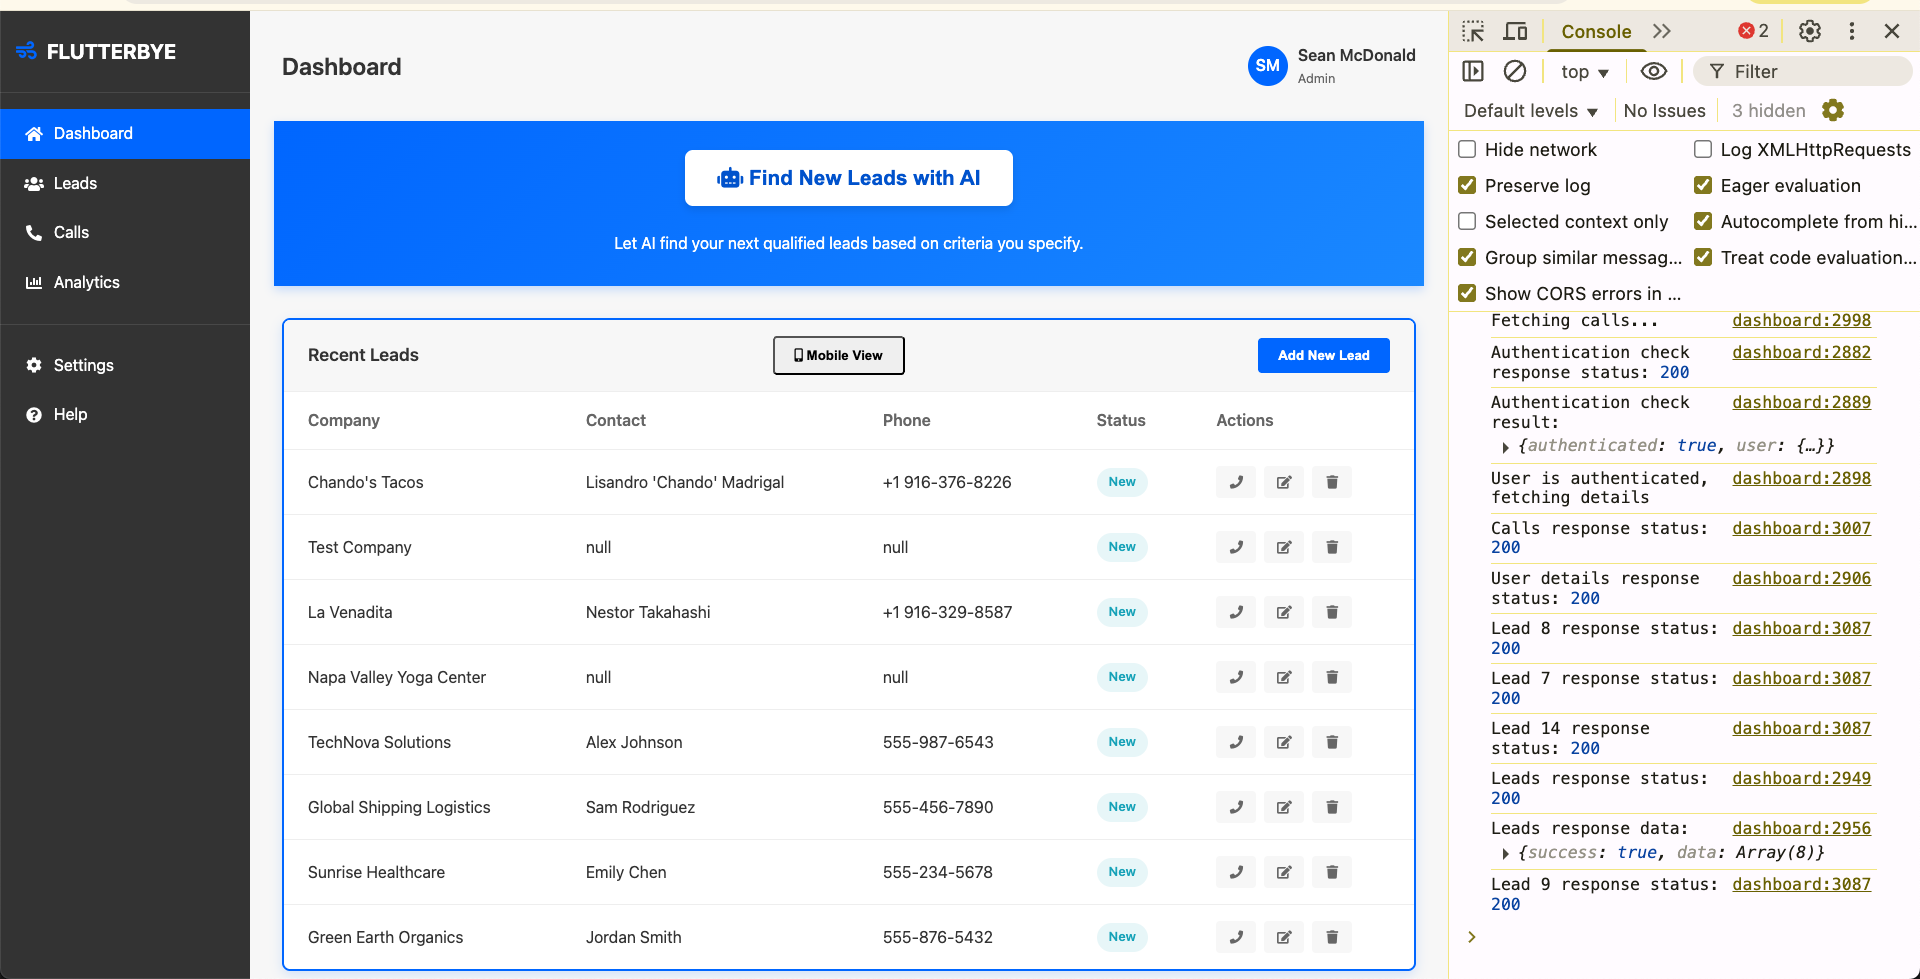 FLUTTERBYE
Dashboard
Leads
Calls
Analytics
Settings
Help
Dashboard
SM
Sean McDonald
Admin
Find New Leads with AI
Let AI find your next qualified leads based on criteria you specify.
Recent Leads
Mobile View
Add New Lead
Company Contact Phone Status Actions
Chando's Tacos Lisandro 'Chando' Madrigal +1 916-376-8226 New
Test Company null null New
La Venadita Nestor Takahashi +1 916-329-8587 New
Napa Valley Yoga Center null null New
TechNova Solutions Alex Johnson 555-987-6543 New
Global Shipping Logistics Sam Rodriguez 555-456-7890 New
Sunrise Healthcare Emily Chen 555-234-5678 New
Green Earth Organics Jordan Smith 555-876-5432 New
Console 2
top Filter
Default levels No Issues 3 hidden
Hide network Log XMLHttpRequests
Preserve log Eager evaluation
Selected context only Autocomplete from hi...
Group similar messag... Treat code evaluation...
Show CORS errors in ...
Fetching calls... dashboard:2998
Authentication check dashboard:2882
response status: 200
Authentication check dashboard:2889
result:
{authenticated: true, user: {…}}
User is authenticated, dashboard:2898
fetching details
Calls response status: dashboard:3007
200
User details response dashboard:2906
status: 200
Lead 8 response status: dashboard:3087
200
Lead 7 response status: dashboard:3087
200
Lead 14 response dashboard:3087
status: 200
Leads response status: dashboard:2949
200
Leads response data: dashboard:2956
{success: true, data: Array(8)}
Lead 9 response status: dashboard:3087
200